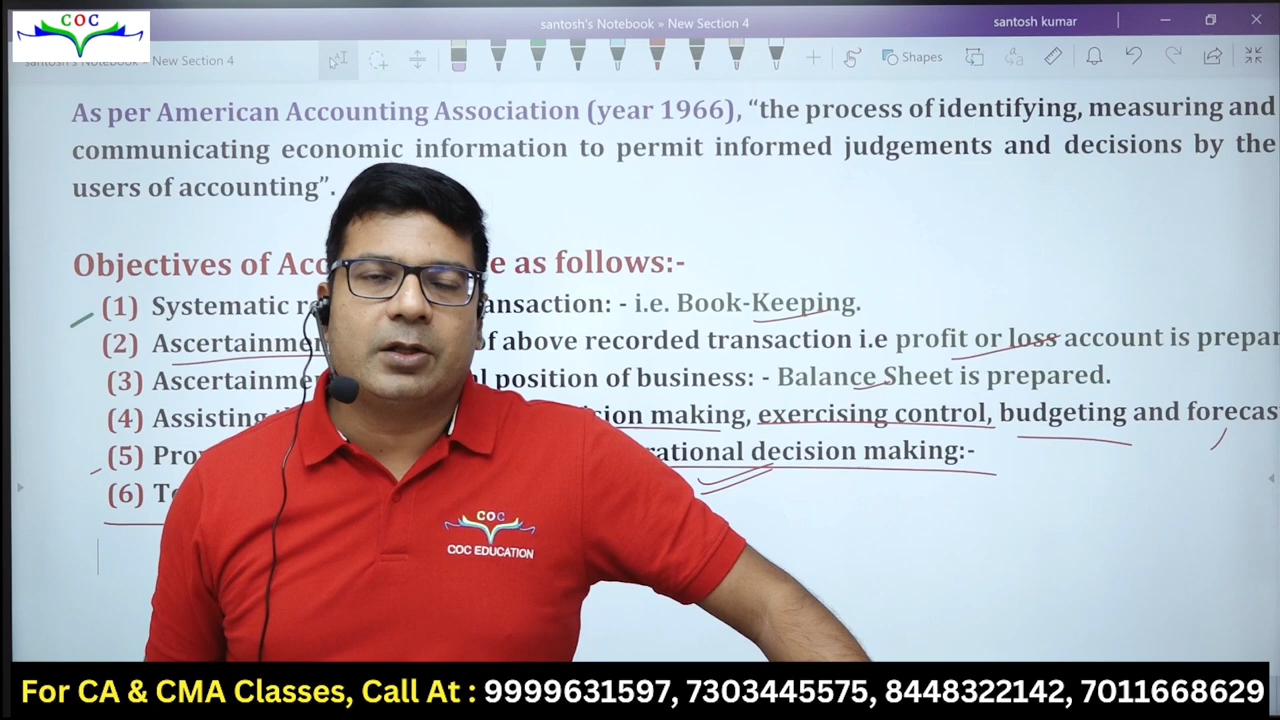 COC
santosh's Notebook » New Section 4
santosh kumar
santosh's Notebook » New Section 4
Shapes
As per American Accounting Association (year 1966), “the process of identifying, measuring and
communicating economic information to permit informed judgements and decisions by the
users of accounting”.
Objectives of e as follows:-
(1) Systematic ansaction: - i.e. Book-Keeping.
(2) Ascertainmen f above recorded transaction i.e profit or loss account is prepar
(3) Ascertainme l position of business: - Balance Sheet is prepared.
(4) Assisting sion making, exercising control, budgeting and forecas
(5) Pro rational decision making:-
(6) T
COC
COC EDUCATION
For CA & CMA Classes, Call At : 9999631597, 7303445575, 8448322142, 7011668629